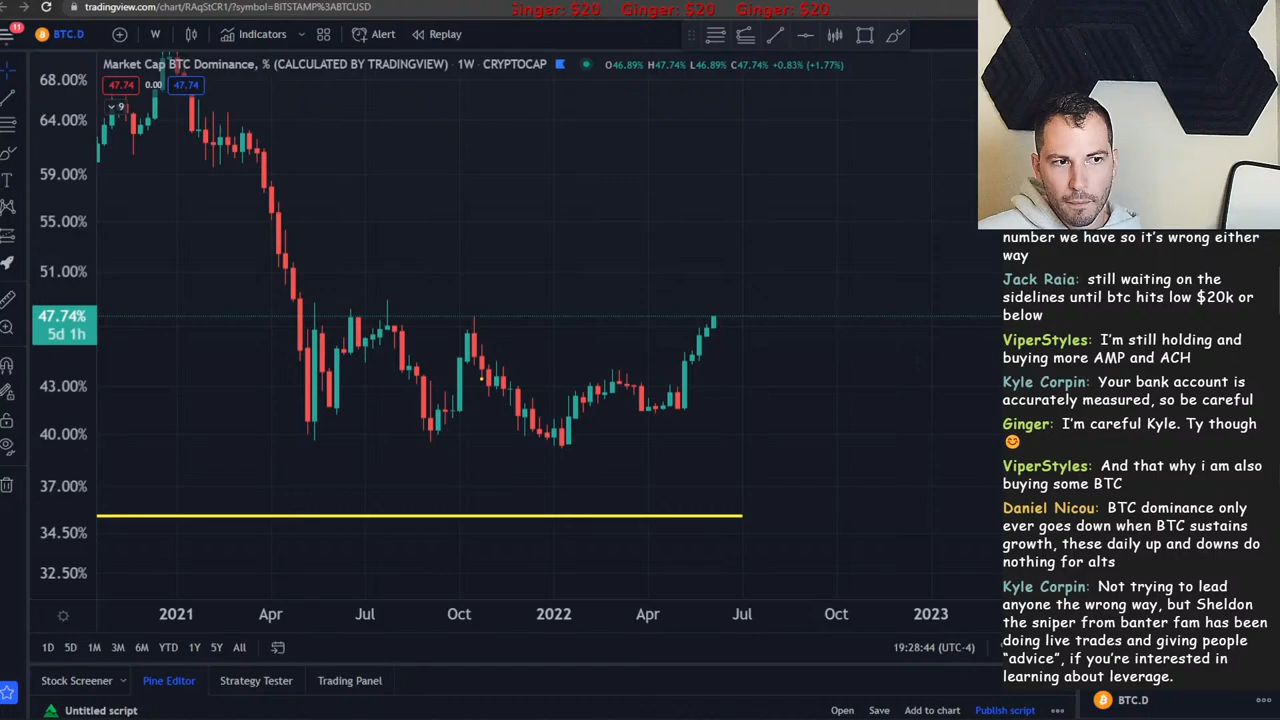 tradingview.com/chart/RAqStCR1/?symbol=BITSTAMP%3ABTCUSD
Ginger: $20 Ginger: $20 Ginger: $20
11
BTC.D
W
Indicators
Alert
Replay
Market Cap BTC Dominance, % (CALCULATED BY TRADINGVIEW) · 1W · CRYPTOCAP
O46.89% H47.74% L46.89% C47.74% +0.83% (+1.77%)
47.74 0.00 47.74
9
68.00%
64.00%
59.00%
55.00%
51.00%
47.74%
5d 1h
43.00%
40.00%
37.00%
34.50%
32.50%
2021 Apr Jul Oct 2022 Apr Jul Oct 2023
1D 5D 1M 3M 6M YTD 1Y 5Y All
19:28:44 (UTC-4)
Stock Screener Pine Editor Strategy Tester Trading Panel
Untitled script
Open Save Add to chart Publish script
number we have so it's wrong either
way
Jack Raia: still waiting on the
sidelines until btc hits low $20k or
below
ViperStyles: I'm still holding and
buying more AMP and ACH
Kyle Corpin: Your bank account is
accurately measured, so be careful
Ginger: I'm careful Kyle. Ty though
😊
ViperStyles: And that why i am also
buying some BTC
Daniel Nicou: BTC dominance only
ever goes down when BTC sustains
growth, these daily up and downs do
nothing for alts
Kyle Corpin: Not trying to lead
anyone the wrong way, but Sheldon
the sniper from banter fam has been
doing live trades and giving people
"advice", if you're interested in
learning about leverage.
BTC.D